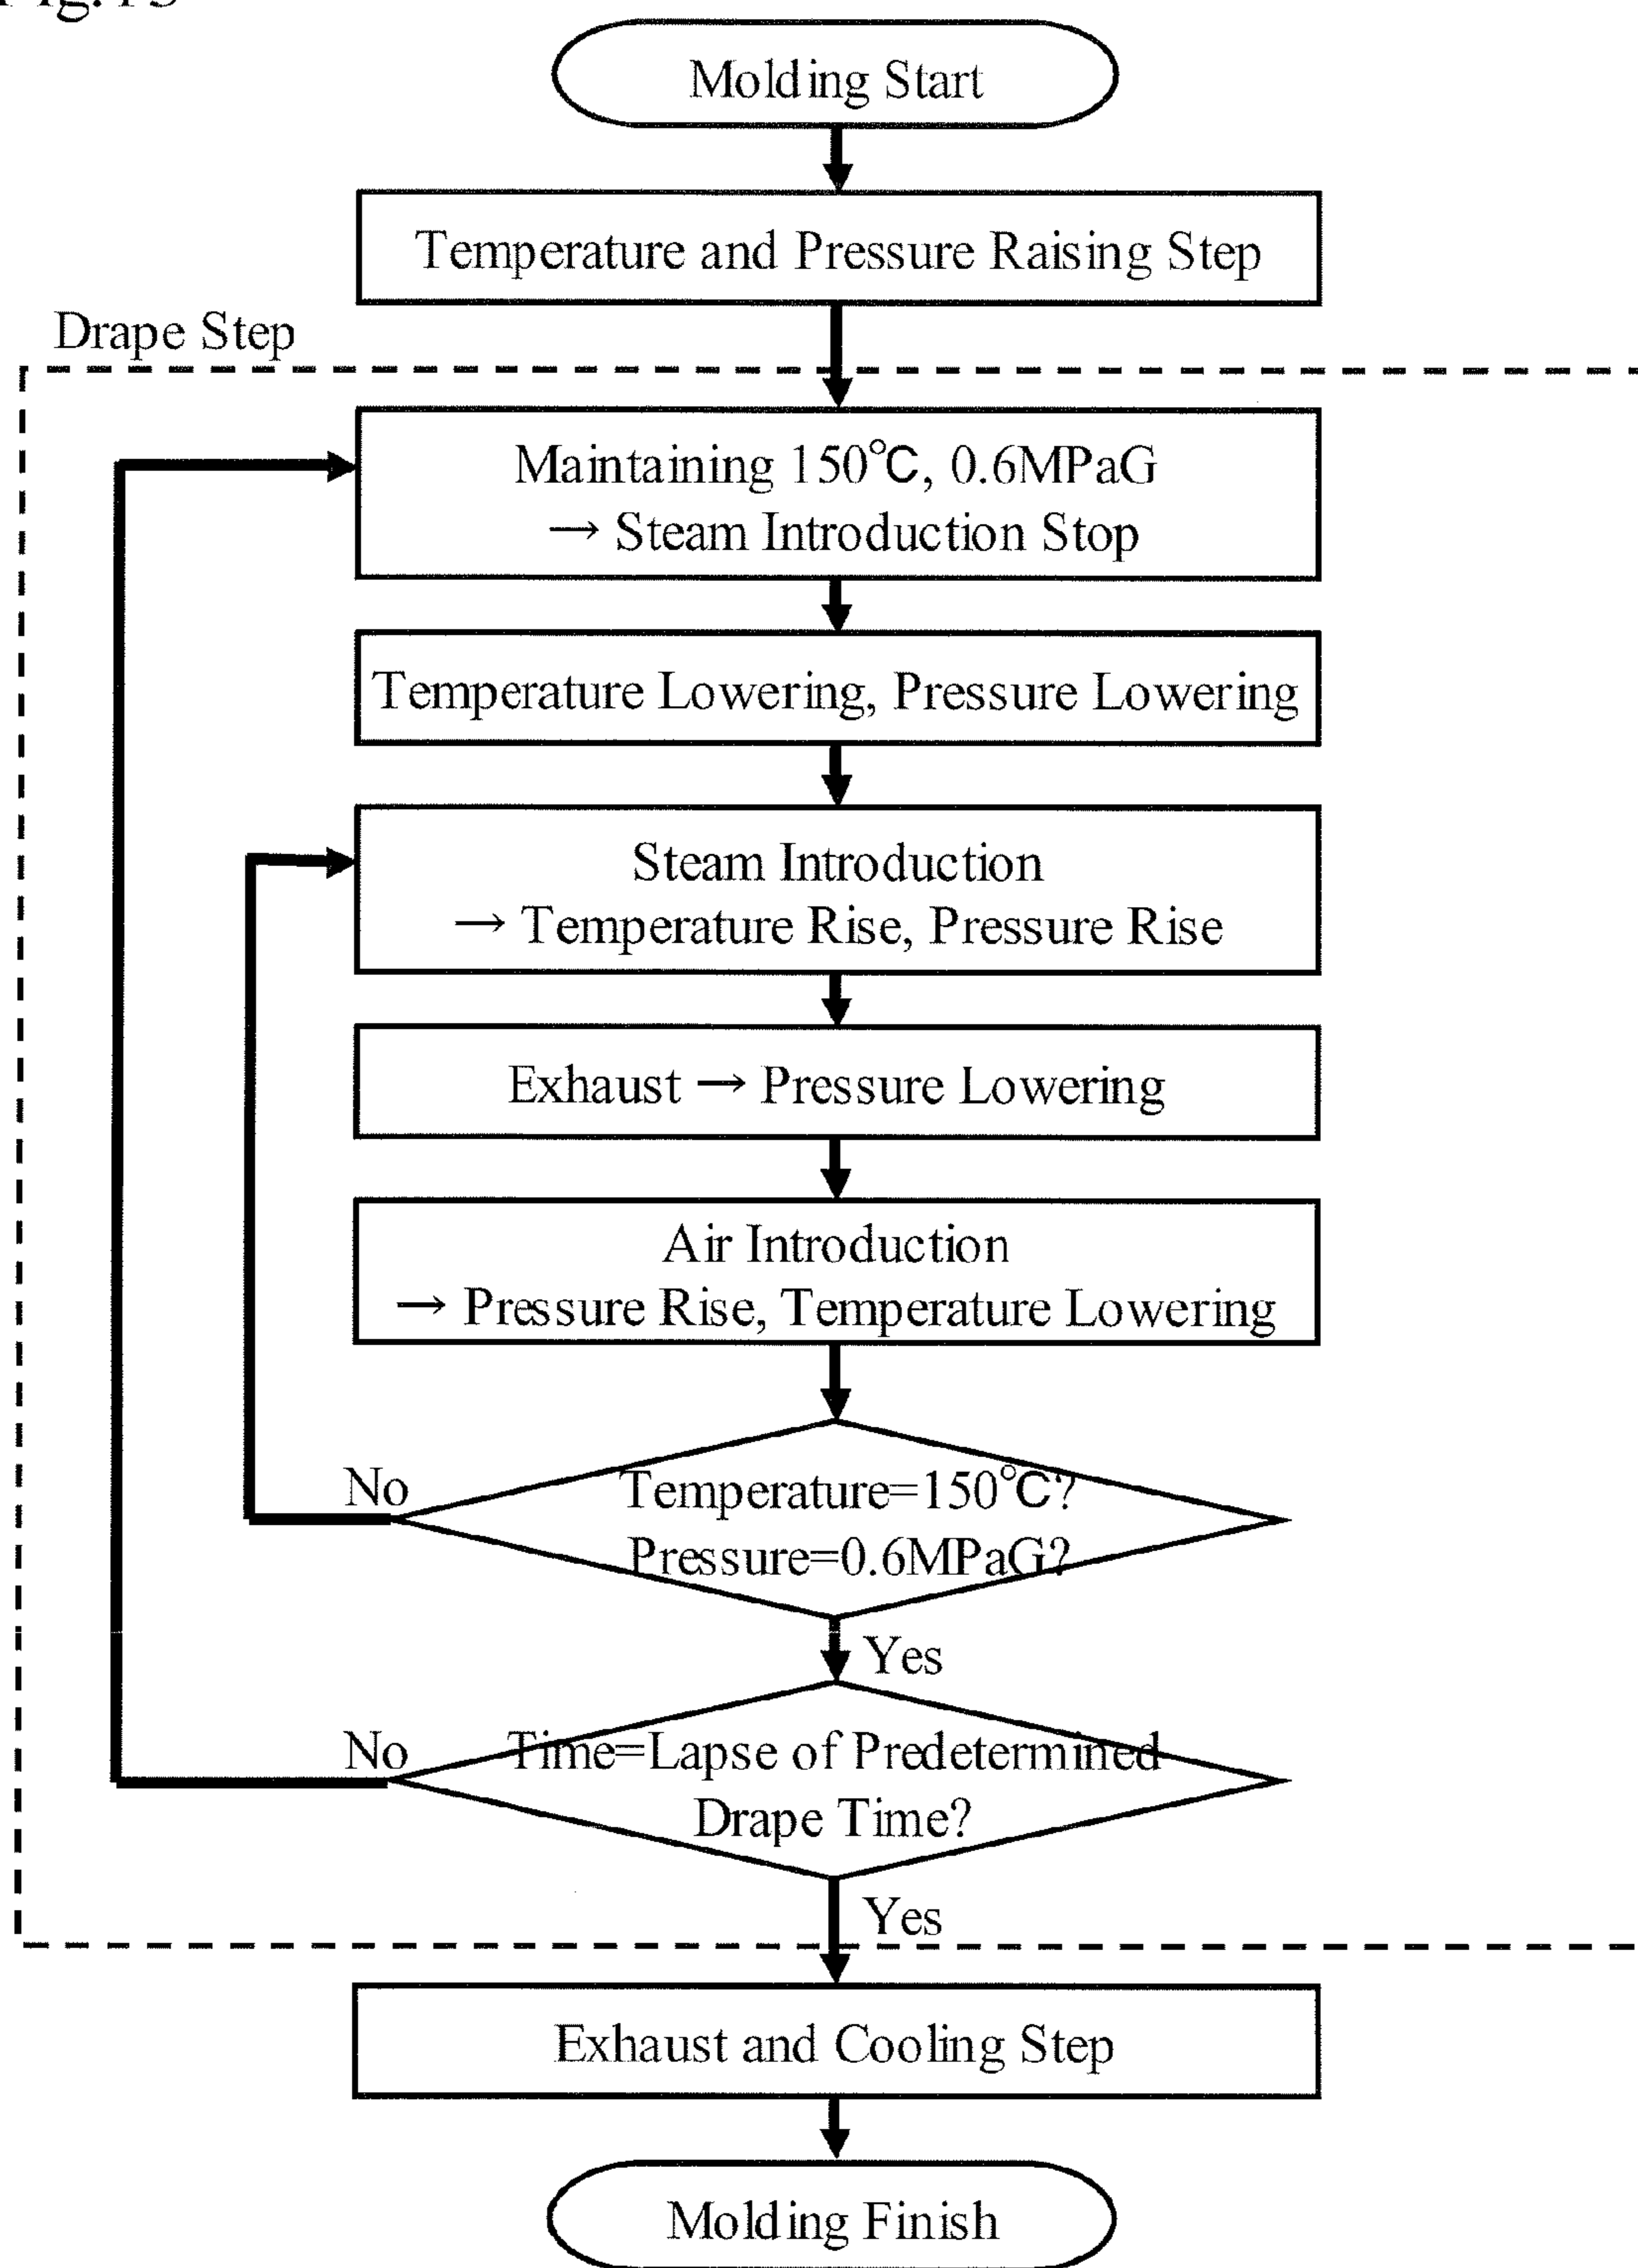 Molding Start
Temperature and Pressure Raising Step
Drape Step
Maintaining 150℃, 0.6MPaG
→ Steam Introduction Stop
Temperature Lowering, Pressure Lowering
Steam Introduction
→ Temperature Rise, Pressure Rise
Exhaust → Pressure Lowering
Air Introduction
→ Pressure Rise, Temperature Lowering
No
Temperature=150℃?
Pressure=0.6MPaG?
Yes
No
Time=Lapse of Predetermined
Drape Time?
Yes
Exhaust and Cooling Step
Molding Finish